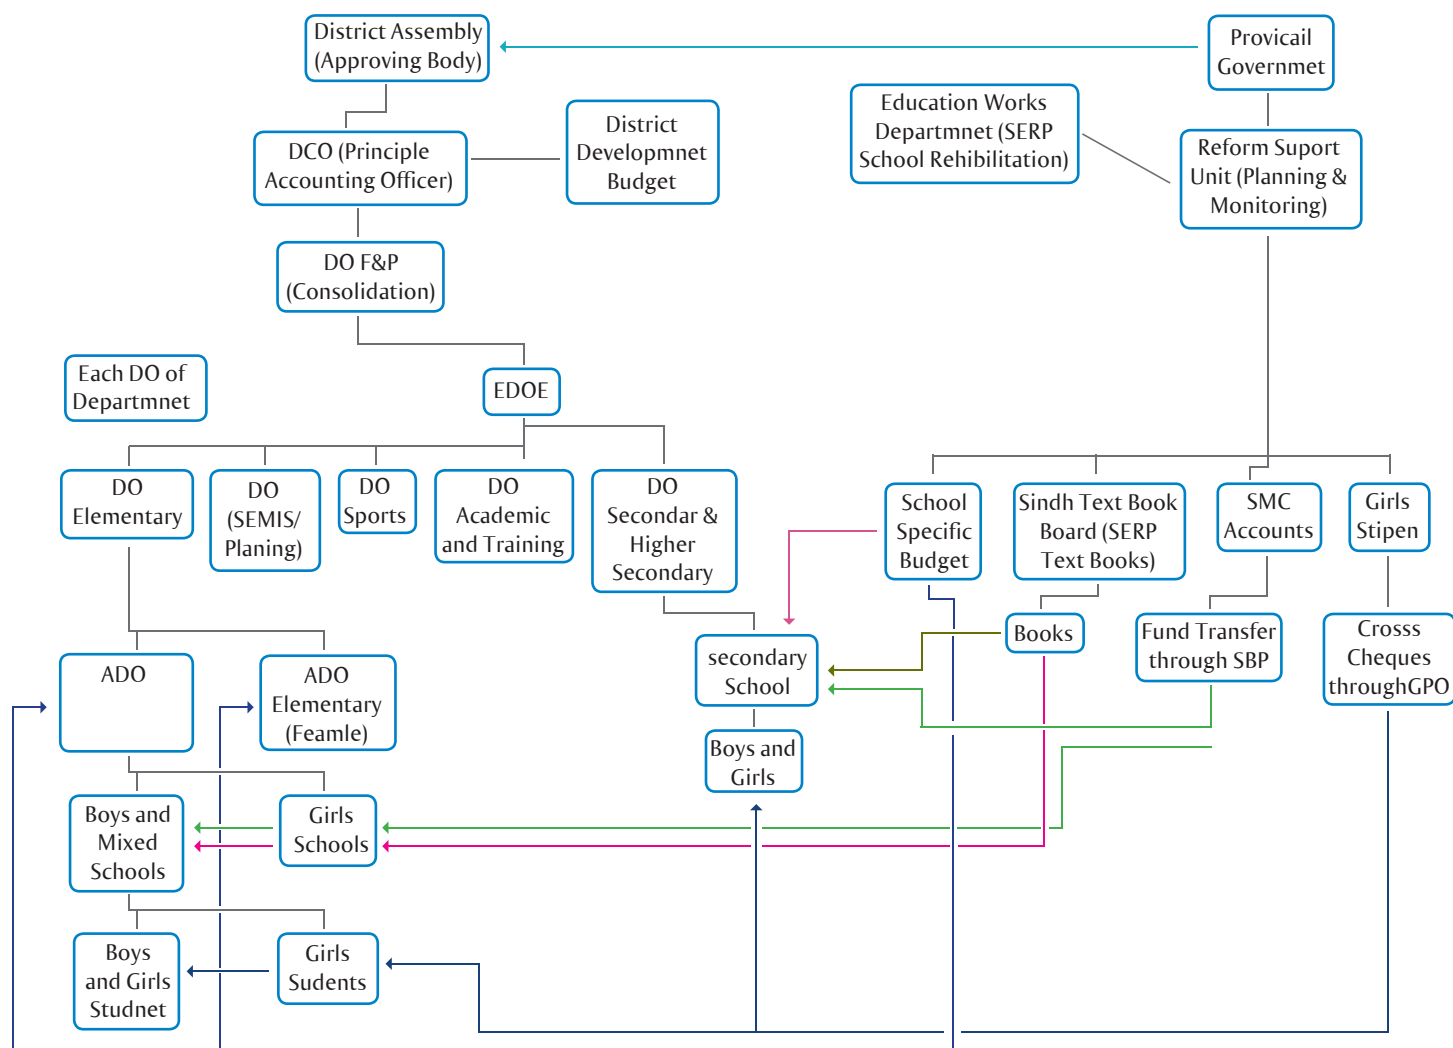 District Assembly
(Approving Body)
Provicail
Governmet
Education Works
Departmnet (SERP
School Rehibilitation)
District
Developmnet
Budget
DCO (Principle
Accounting Officer)
Reform Suport
Unit (Planning &
Monitoring)
DO F&P
(Consolidation)
Each DO of
Departmnet
EDOE
DO
Elementary
DO
(SEMIS/
Planing)
DO
Sports
DO
Academic
and Training
DO
Secondar &
Higher
Secondary
School
Specific
Budget
Sindh Text Book
Board (SERP
Text Books)
SMC
Accounts
Girls
Stipen
Books
Fund Transfer
through SBP
Crosss
Cheques
throughGPO
secondary
School
ADO
ADO
Elementary
(Feamle)
Boys and
Girls
Boys and
Mixed
Schools
Girls
Schools
Boys
and Girls
Studnet
Girls
Sudents